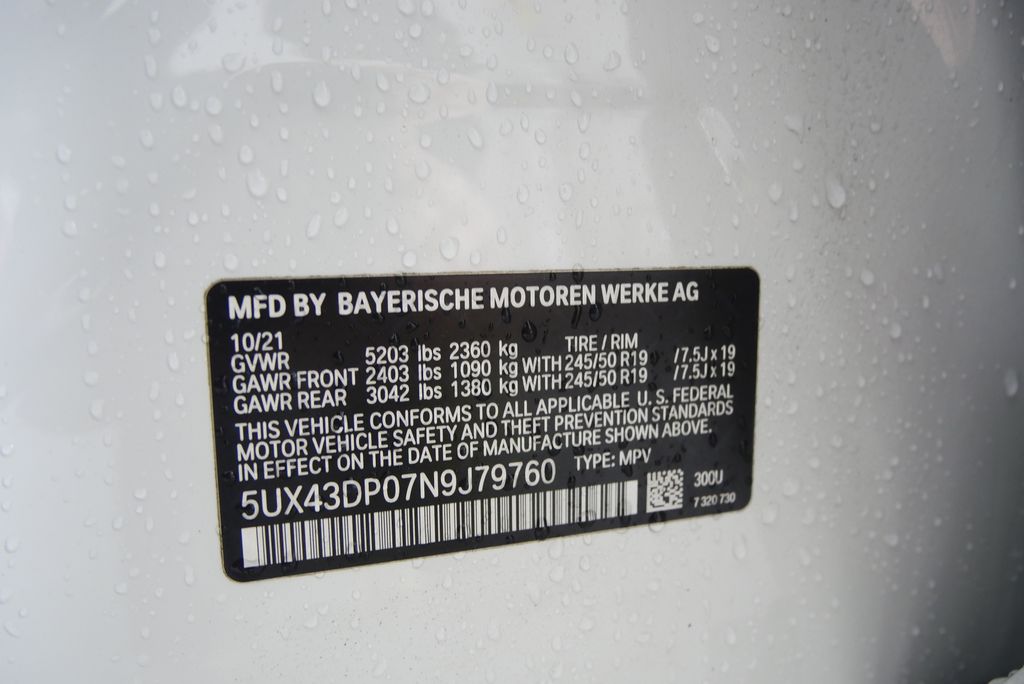 MFD BY BAYERISCHE MOTOREN WERKE AG
10/21 TIRE / RIM
GVWR 5203 lbs 2360 kg
GAWR FRONT 2403 lbs 1090 kg WITH 245/50 R19 /7.5J x 19
GAWR REAR 3042 lbs 1380 kg WITH 245/50 R19 /7.5J x 19
THIS VEHICLE CONFORMS TO ALL APPLICABLE U. S. FEDERAL
MOTOR VEHICLE SAFETY AND THEFT PREVENTION STANDARDS
IN EFFECT ON THE DATE OF MANUFACTURE SHOWN ABOVE.
5UX43DP07N9J79760 TYPE: MPV
300U
7 320 730